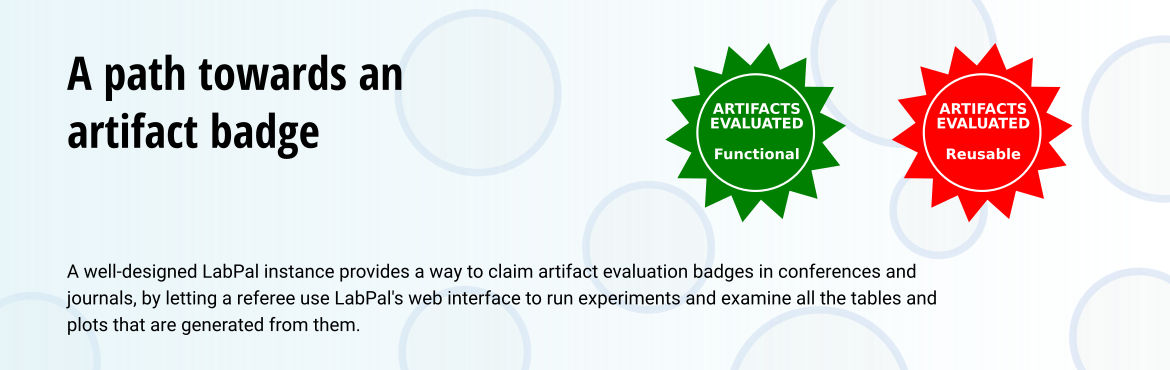 A path towards an
artifact badge
ARTIFACTS
EVALUATED
Functional
ARTIFACTS
EVALUATED
Reusable
A well-designed LabPal instance provides a way to claim artifact evaluation badges in conferences and
journals, by letting a referee use LabPal's web interface to run experiments and examine all the tables and
plots that are generated from them.